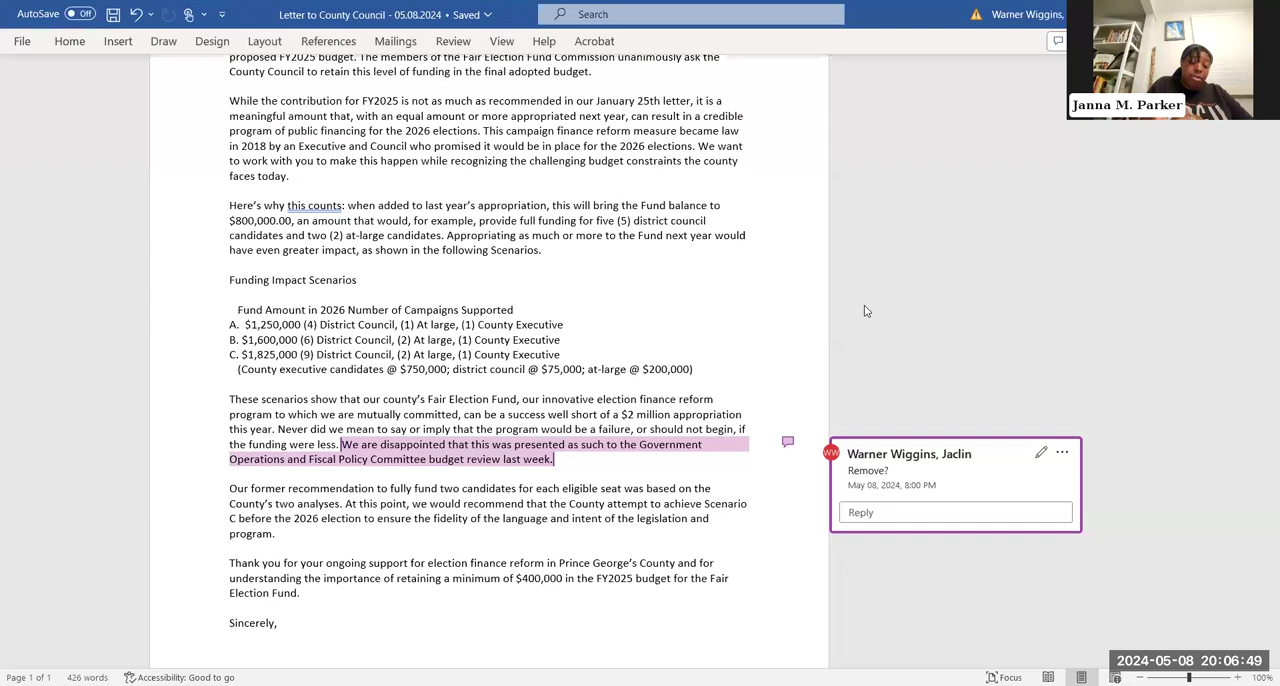 AutoSave Off Letter to County Council - 05.08.2024 • Saved Search Warner Wiggins,
File Home Insert Draw Design Layout References Mailings Review View Help Acrobat
Janna M. Parker
proposed FY2025 budget. The members of the Fair Election Fund Commission unanimously ask the
County Council to retain this level of funding in the final adopted budget.
While the contribution for FY2025 is not as much as recommended in our January 25th letter, it is a
meaningful amount that, with an equal amount or more appropriated next year, can result in a credible
program of public financing for the 2026 elections. This campaign finance reform measure became law
in 2018 by an Executive and Council who promised it would be in place for the 2026 elections. We want
to work with you to make this happen while recognizing the challenging budget constraints the county
faces today.
Here's why this counts: when added to last year's appropriation, this will bring the Fund balance to
$800,000.00, an amount that would, for example, provide full funding for five (5) district council
candidates and two (2) at-large candidates. Appropriating as much or more to the Fund next year would
have even greater impact, as shown in the following Scenarios.
Funding Impact Scenarios
Fund Amount in 2026 Number of Campaigns Supported
A. $1,250,000 (4) District Council, (1) At large, (1) County Executive
B. $1,600,000 (6) District Council, (2) At large, (1) County Executive
C. $1,825,000 (9) District Council, (2) At large, (1) County Executive
(County executive candidates @ $750,000; district council @ $75,000; at-large @ $200,000)
These scenarios show that our county's Fair Election Fund, our innovative election finance reform
program to which we are mutually committed, can be a success well short of a $2 million appropriation
this year. Never did we mean to say or imply that the program would be a failure, or should not begin, if
the funding were less. We are disappointed that this was presented as such to the Government
Operations and Fiscal Policy Committee budget review last week.
WW Warner Wiggins, Jaclin
Remove?
May 08, 2024, 8:00 PM
Reply
Our former recommendation to fully fund two candidates for each eligible seat was based on the
County's two analyses. At this point, we would recommend that the County attempt to achieve Scenario
C before the 2026 election to ensure the fidelity of the language and intent of the legislation and
program.
Thank you for your ongoing support for election finance reform in Prince George's County and for
understanding the importance of retaining a minimum of $400,000 in the FY2025 budget for the Fair
Election Fund.
Sincerely,
2024-05-08 20:06:49
Page 1 of 1 426 words Accessibility: Good to go Focus 100%